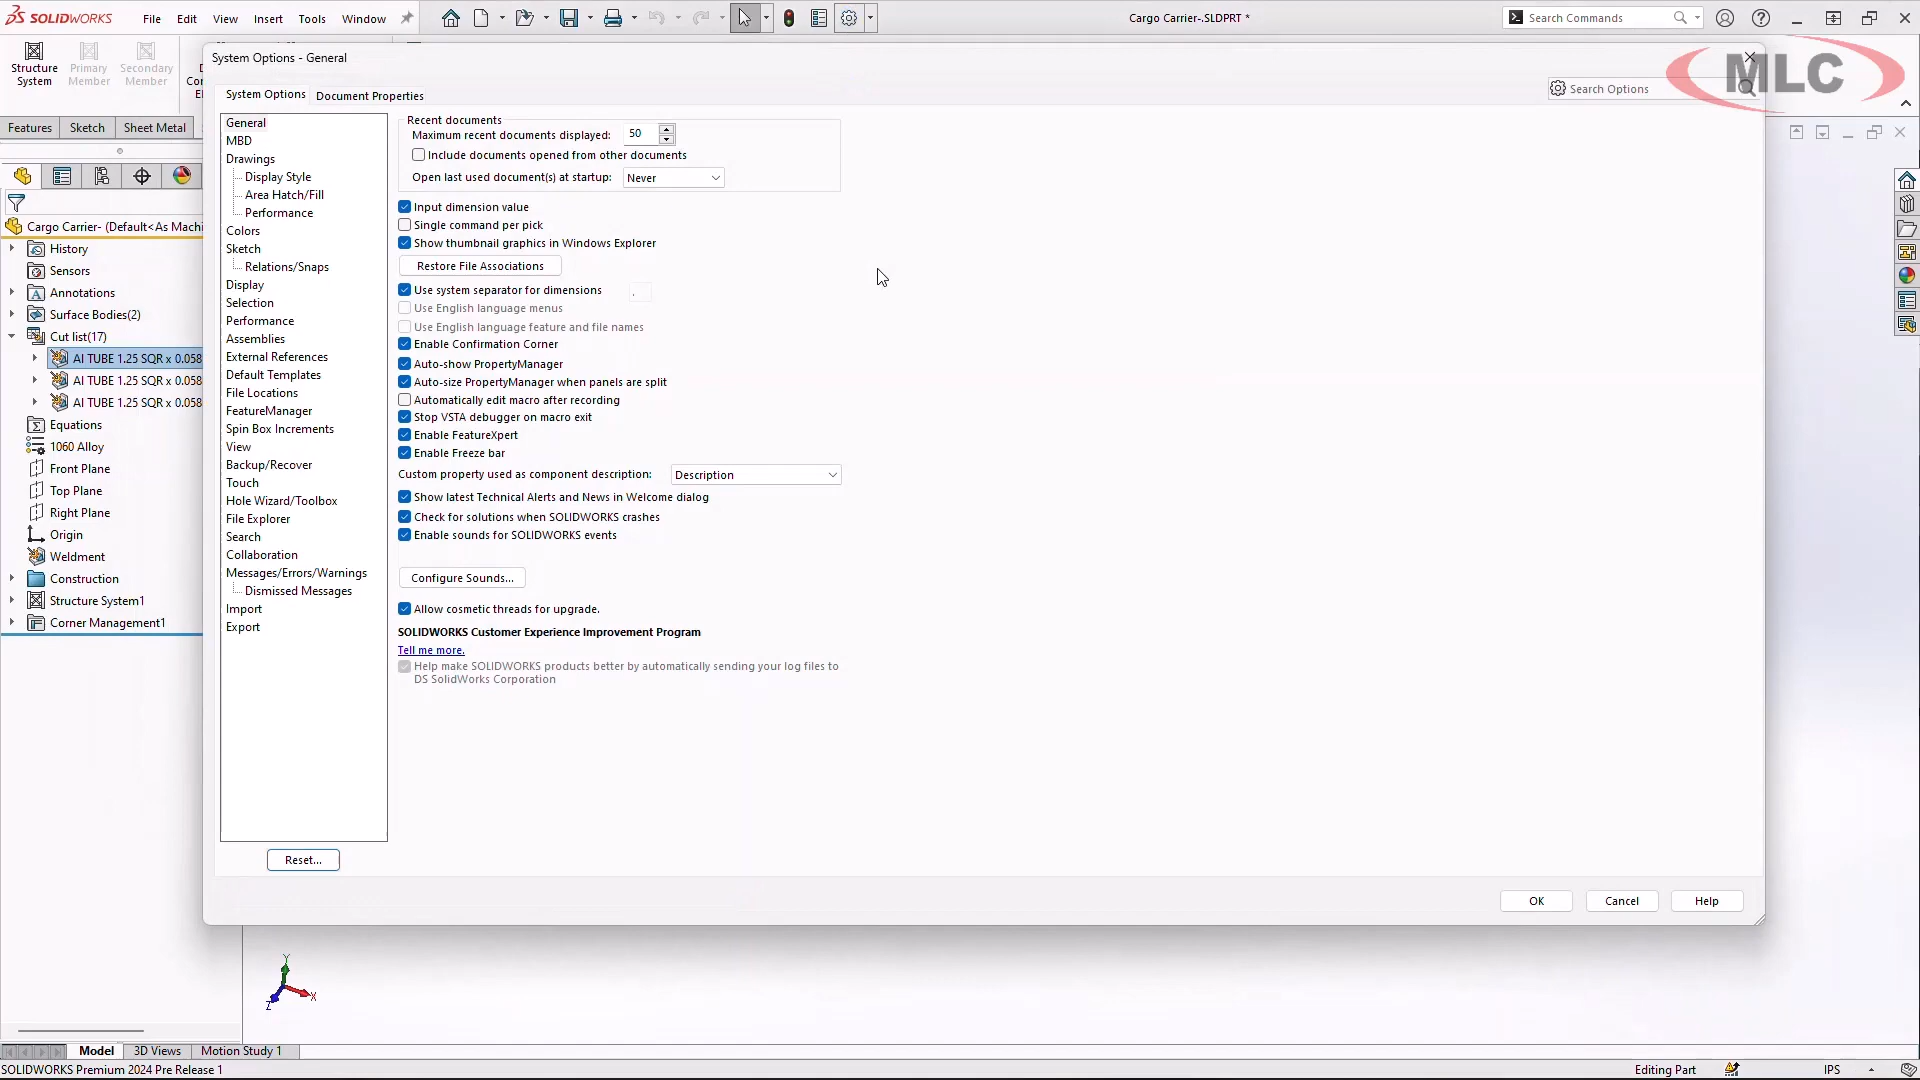 SOLIDWORKS
File Edit View Insert Tools Window
Cargo Carrier-.SLDPRT *
Search Commands
Structure System
Primary Member
Secondary Member
System Options - General
MLC
System Options
Document Properties
Search Options
Features
Sketch
Sheet Metal
Cargo Carrier- (Default<As Machi
History
Sensors
Annotations
Surface Bodies(2)
Cut list(17)
AI TUBE 1.25 SQR x 0.058
AI TUBE 1.25 SQR x 0.058
AI TUBE 1.25 SQR x 0.058
Equations
1060 Alloy
Front Plane
Top Plane
Right Plane
Origin
Weldment
Construction
Structure System1
Corner Management1
General
MBD
Drawings
Display Style
Area Hatch/Fill
Performance
Colors
Sketch
Relations/Snaps
Display
Selection
Performance
Assemblies
External References
Default Templates
File Locations
FeatureManager
Spin Box Increments
View
Backup/Recover
Touch
Hole Wizard/Toolbox
File Explorer
Search
Collaboration
Messages/Errors/Warnings
Dismissed Messages
Import
Export
Reset...
Recent documents
Maximum recent documents displayed: 50
Include documents opened from other documents
Open last used document(s) at startup: Never
Input dimension value
Single command per pick
Show thumbnail graphics in Windows Explorer
Restore File Associations
Use system separator for dimensions .
Use English language menus
Use English language feature and file names
Enable Confirmation Corner
Auto-show PropertyManager
Auto-size PropertyManager when panels are split
Automatically edit macro after recording
Stop VSTA debugger on macro exit
Enable FeatureXpert
Enable Freeze bar
Custom property used as component description: Description
Show latest Technical Alerts and News in Welcome dialog
Check for solutions when SOLIDWORKS crashes
Enable sounds for SOLIDWORKS events
Configure Sounds...
Allow cosmetic threads for upgrade.
SOLIDWORKS Customer Experience Improvement Program
Tell me more.
Help make SOLIDWORKS products better by automatically sending your log files to
DS SolidWorks Corporation
OK
Cancel
Help
Y
X
Z
Model
3D Views
Motion Study 1
SOLIDWORKS Premium 2024 Pre Release 1
Editing Part
IPS